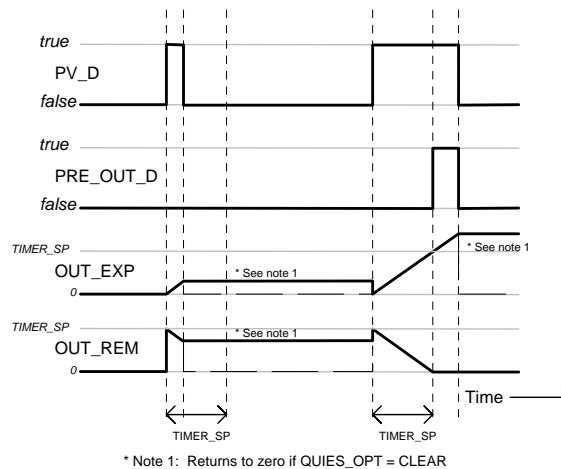 true
PV_D
false
true
PRE_OUT_D
false
TIMER_SP
* See note 1
OUT_EXP
* See note 1
0
TIMER_SP
* See note 1
OUT_REM
0
Time
TIMER_SP TIMER_SP
* Note 1: Returns to zero if QUIES_OPT = CLEAR